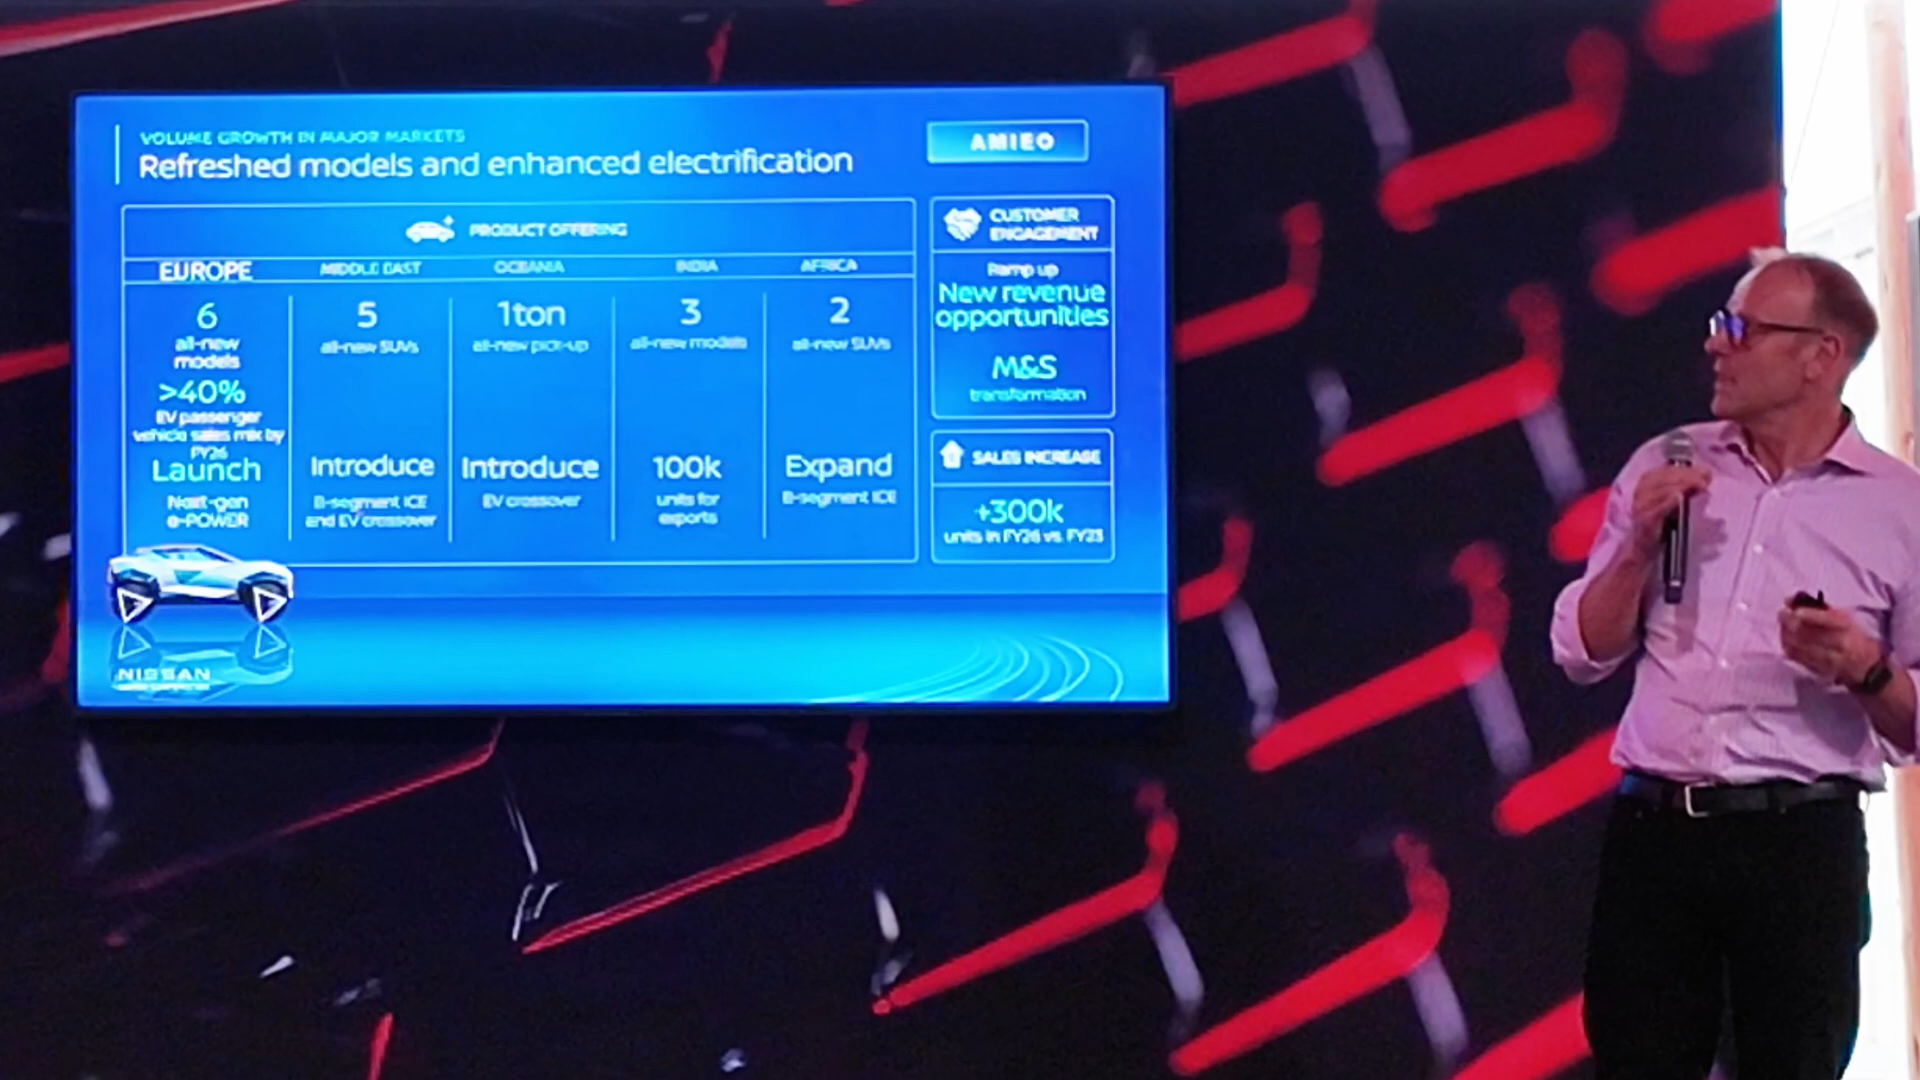 VOLUME GROWTH IN MAJOR MARKETS
Refreshed models and enhanced electrification
AMIEO
PRODUCT OFFERING
EUROPE
6
all-new
models
>40%
EV passenger
vehicle sales mix by
FY26
Launch
Next-gen
e-POWER
MIDDLE EAST
5
all-new SUVs
Introduce
B-segment ICE
and EV crossover
OCEANIA
1ton
all-new pick-up
Introduce
EV crossover
INDIA
3
all-new models
100k
units for
exports
AFRICA
2
all-new SUVs
Expand
B-segment ICE
CUSTOMER
ENGAGEMENT
Ramp up
New revenue
opportunities
M&S
transformation
SALES INCREASE
+300k
units in FY26 vs. FY23
NISSAN